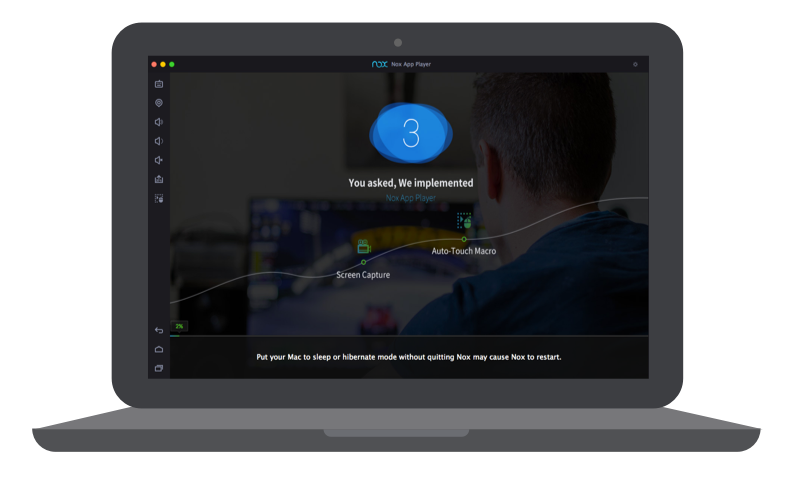 nox Nox App Player
3
You asked, We implemented
Nox App Player
Auto-Touch Macro
Screen Capture
2%
Put your Mac to sleep or hibernate mode without quitting Nox may cause Nox to restart.